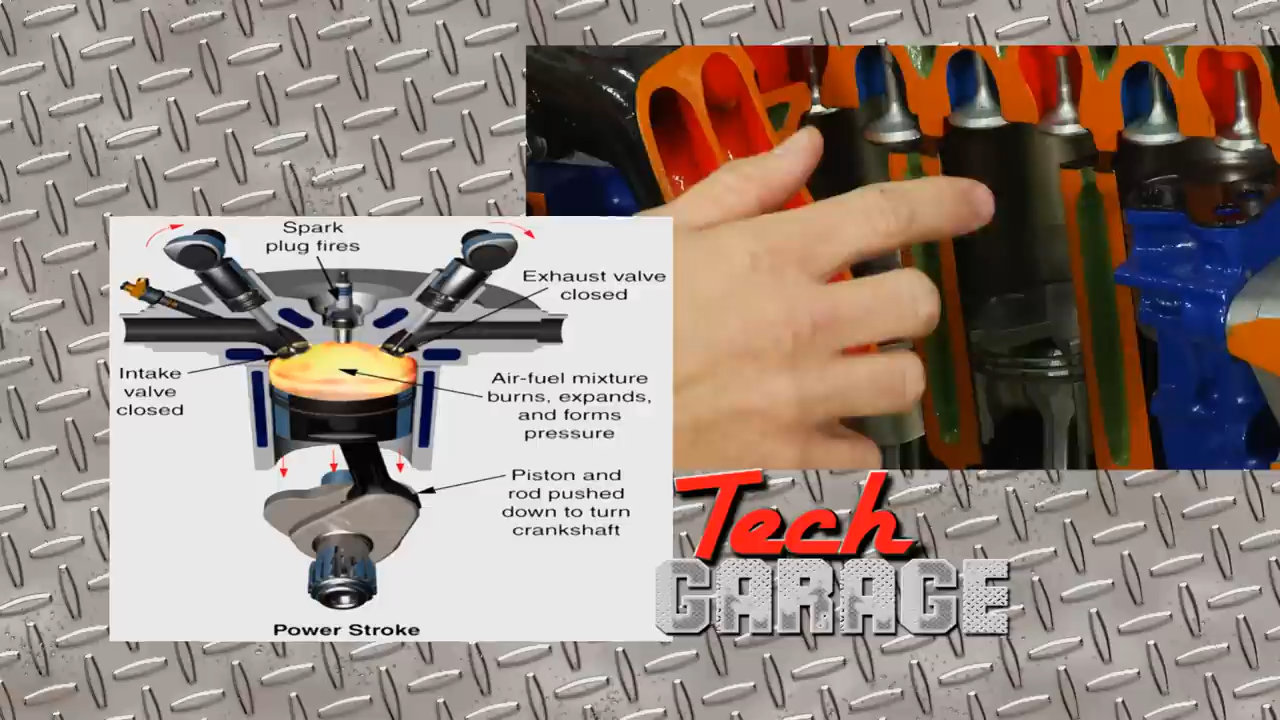 Spark
plug fires
Exhaust valve
closed
Intake
valve
closed
Air-fuel mixture
burns, expands,
and forms
pressure
Piston and
rod pushed
down to turn
crankshaft
Power Stroke
Tech
GARAGE